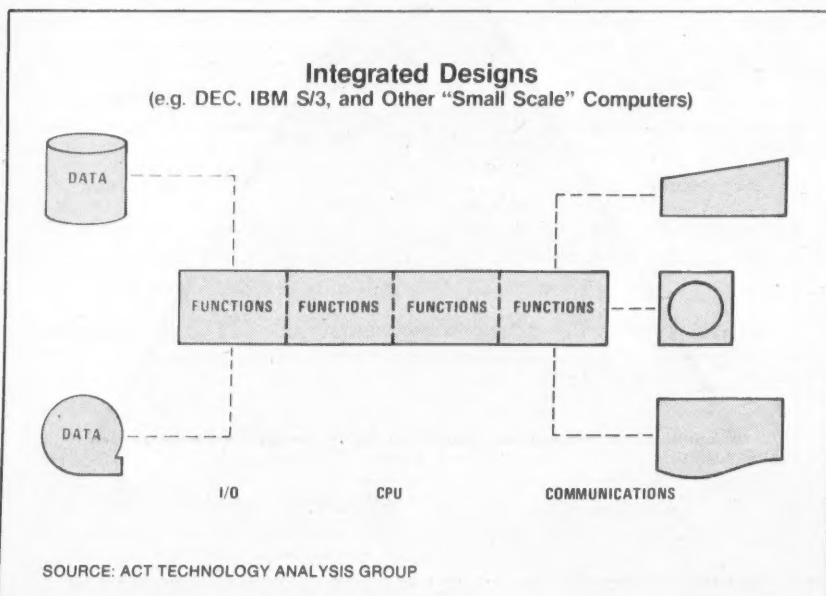 Integrated Designs
(e.g. DEC, IBM S/3, and Other "Small Scale" Computers)
DATA
FUNCTIONS FUNCTIONS FUNCTIONS FUNCTIONS
DATA
I/O CPU COMMUNICATIONS
SOURCE: ACT TECHNOLOGY ANALYSIS GROUP